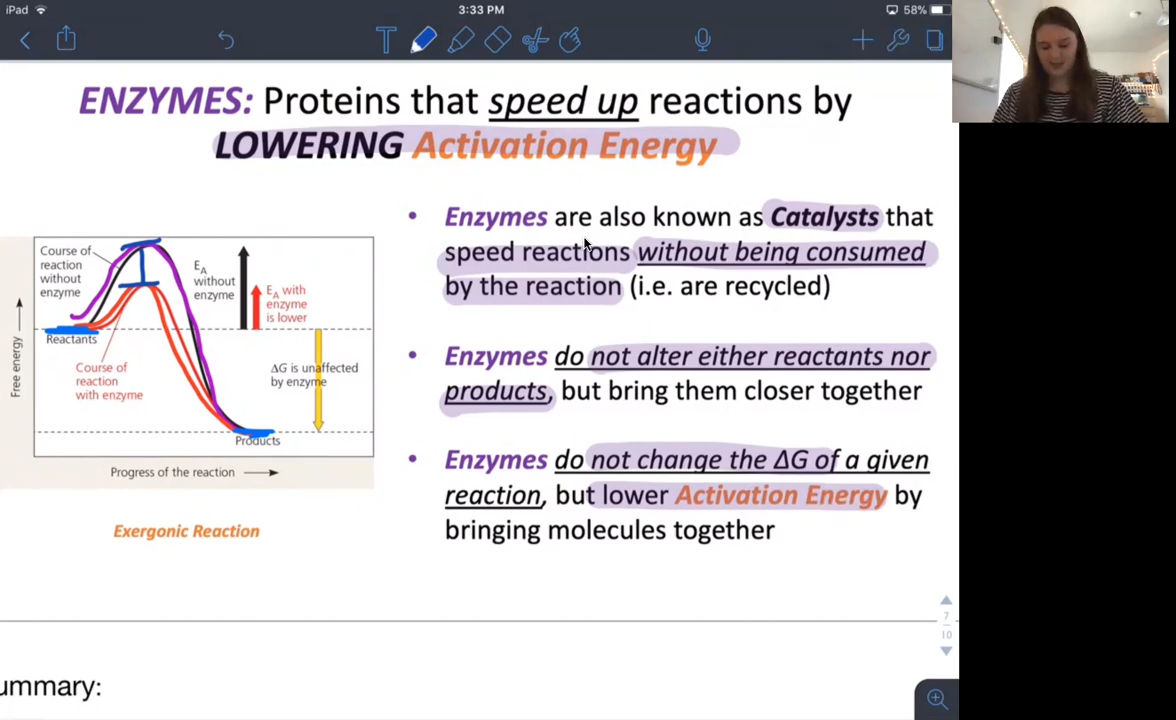 iPad
3:33 PM
58%
ENZYMES: Proteins that speed up reactions by
LOWERING Activation Energy
Course of
reaction
without
enzyme
EA
without
enzyme
EA with
enzyme
is lower
Reactants
Course of
reaction
with enzyme
ΔG is unaffected
by enzyme
Products
Free energy
Progress of the reaction
Exergonic Reaction
• Enzymes are also known as Catalysts that
speed reactions without being consumed
by the reaction (i.e. are recycled)
• Enzymes do not alter either reactants nor
products, but bring them closer together
• Enzymes do not change the ΔG of a given
reaction, but lower Activation Energy by
bringing molecules together
7
10
ummary: